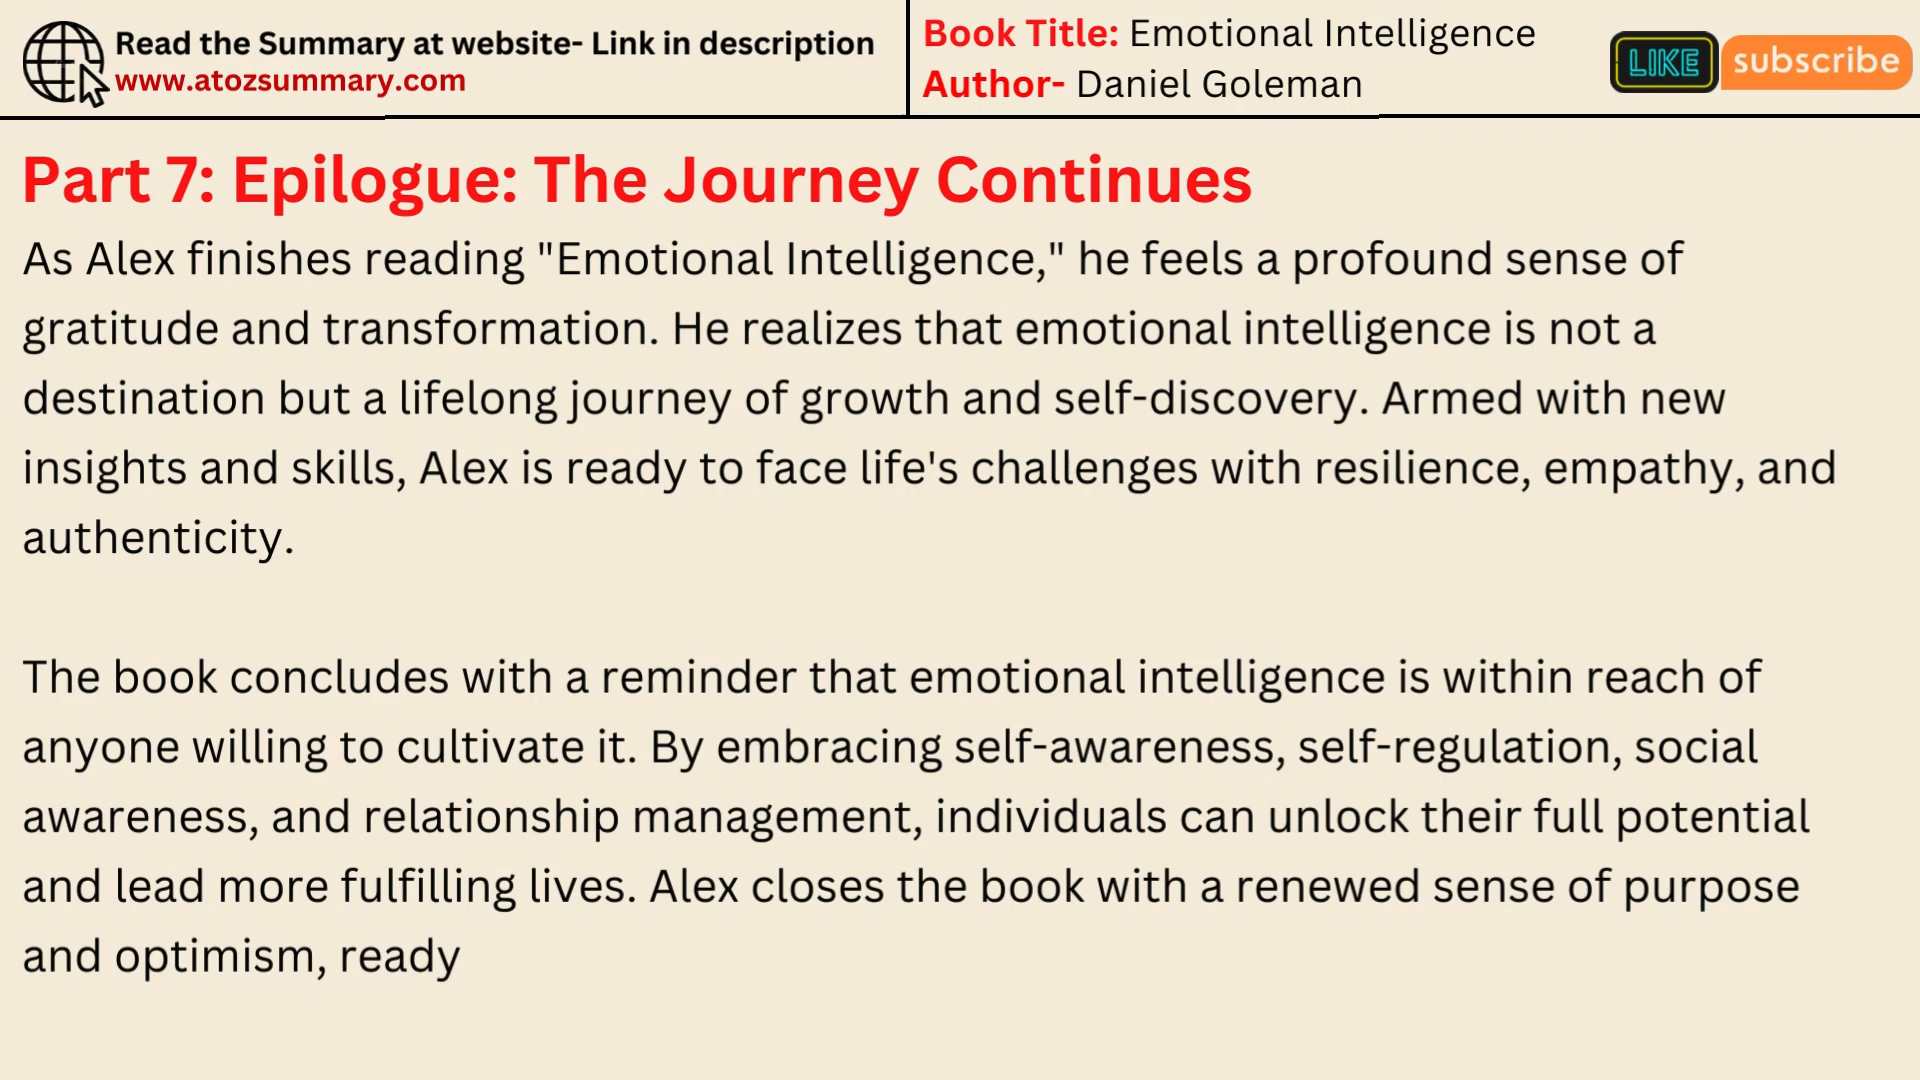 Read the Summary at website- Link in description
www.atozsummary.com
Book Title: Emotional Intelligence
Author- Daniel Goleman
LIKE
subscribe
Part 7: Epilogue: The Journey Continues
As Alex finishes reading "Emotional Intelligence," he feels a profound sense of
gratitude and transformation. He realizes that emotional intelligence is not a
destination but a lifelong journey of growth and self-discovery. Armed with new
insights and skills, Alex is ready to face life's challenges with resilience, empathy, and
authenticity.
The book concludes with a reminder that emotional intelligence is within reach of
anyone willing to cultivate it. By embracing self-awareness, self-regulation, social
awareness, and relationship management, individuals can unlock their full potential
and lead more fulfilling lives. Alex closes the book with a renewed sense of purpose
and optimism, ready